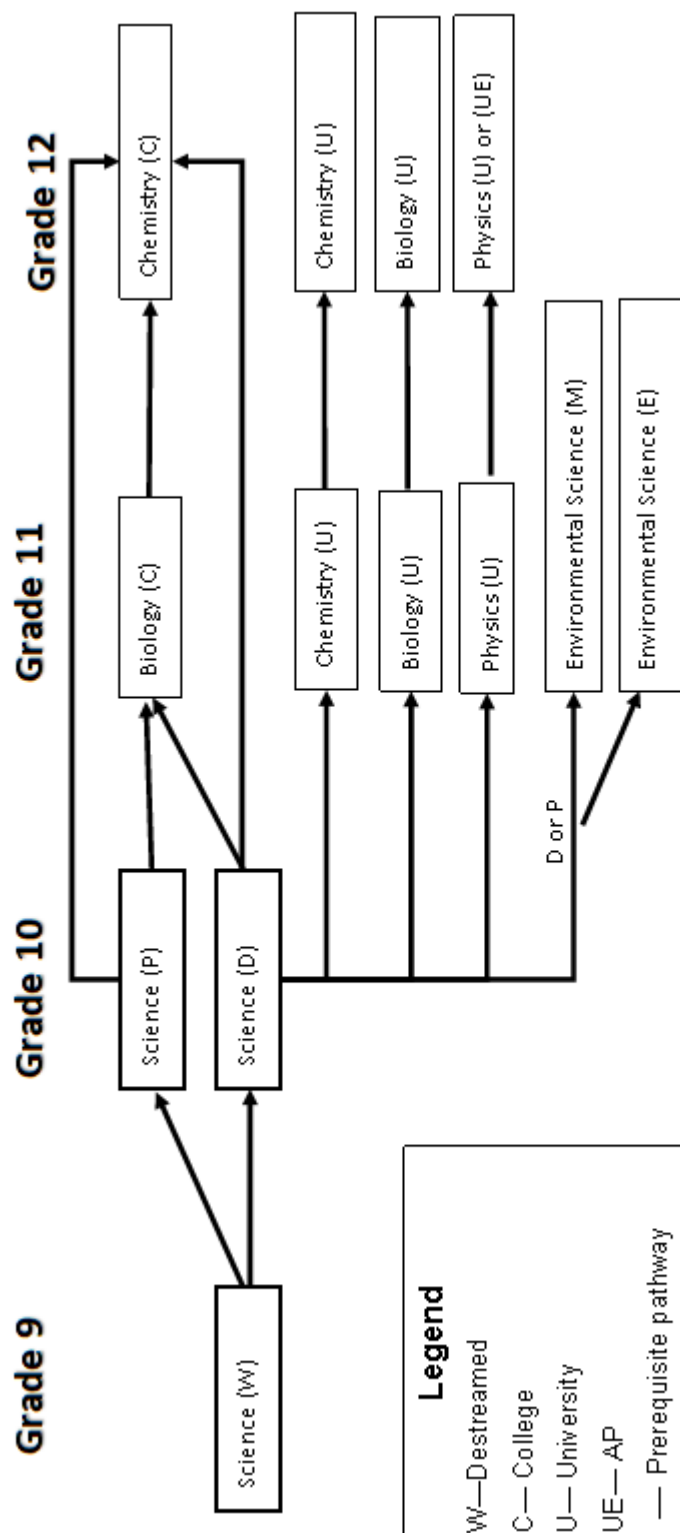 Grade 9
Grade 10
Grade 11
Grade 12
Science (W)
Science (P)
Science (D)
Biology (C)
Chemistry (C)
Chemistry (U)
Chemistry (U)
Biology (U)
Biology (U)
Physics (U)
Physics (U) or (UE)
D or P
Environmental Science (M)
Environmental Science (E)
Legend
W—Destreamed
C— College
U— University
UE— AP
— Prerequisite pathway